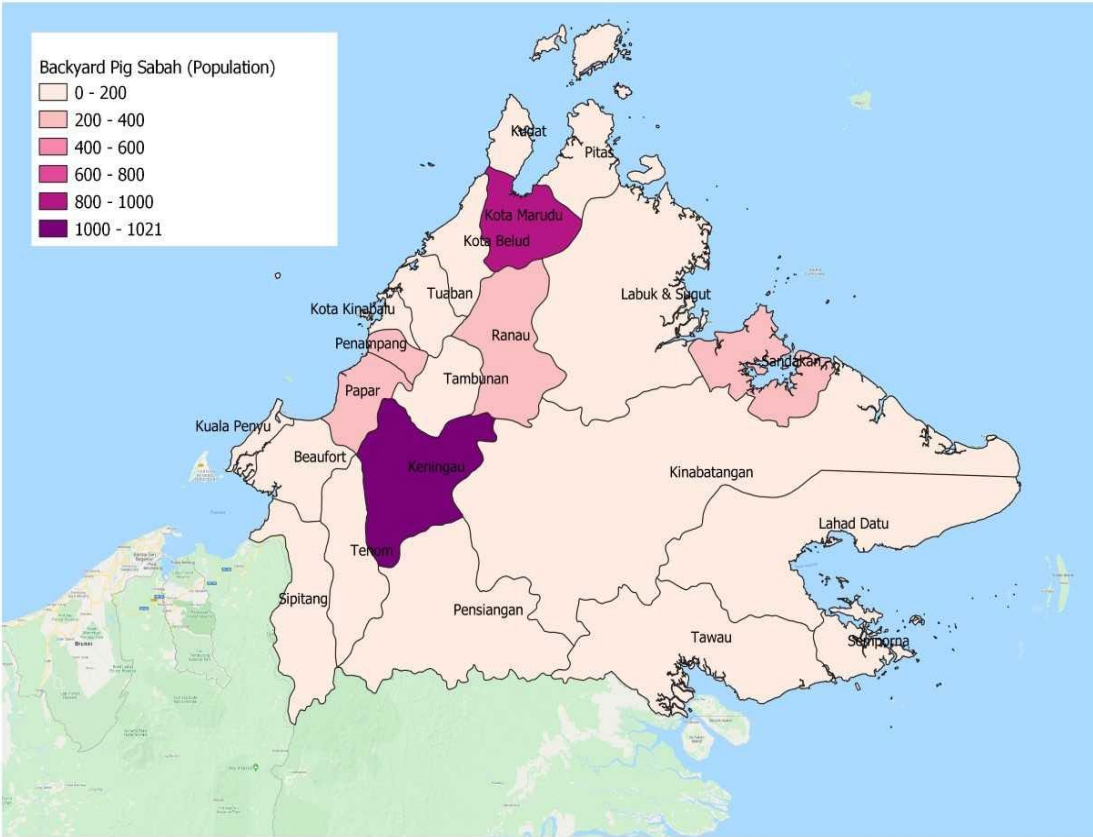 Backyard Pig Sabah (Population)
0 - 200
200 - 400
400 - 600
600 - 800
800 - 1000
1000 - 1021
Kudat
Pitas
Kota Marudu
Kota Belud
Tuaban
Labuk & Sugut
Kota Kinabalu
Ranau
Penampang
Sandakan
Tambunan
Papar
Kuala Penyu
Beaufort
Keningau
Kinabatangan
Lahad Datu
Tenom
Sipitang
Pensiangan
Tawau
Semporna
Brunei